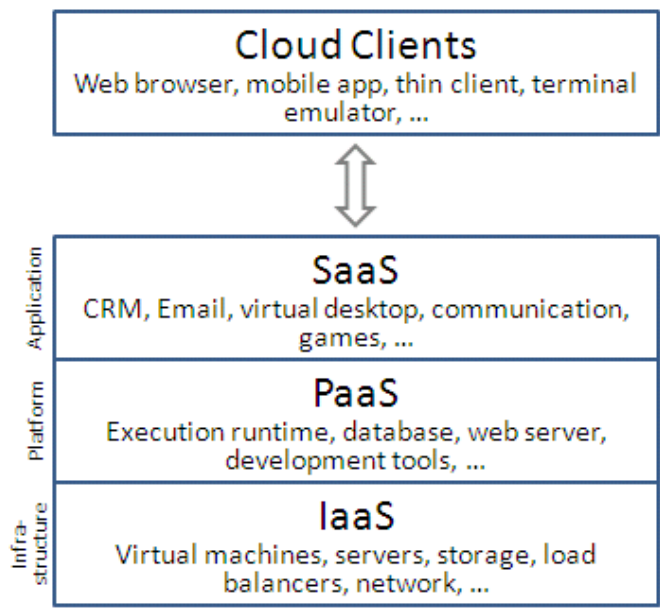 Cloud Clients
Web browser, mobile app, thin client, terminal
emulator, ...
Application
SaaS
CRM, Email, virtual desktop, communication,
games, ...
Platform
PaaS
Execution runtime, database, web server,
development tools, ...
Infra-
structure
IaaS
Virtual machines, servers, storage, load
balancers, network, ...